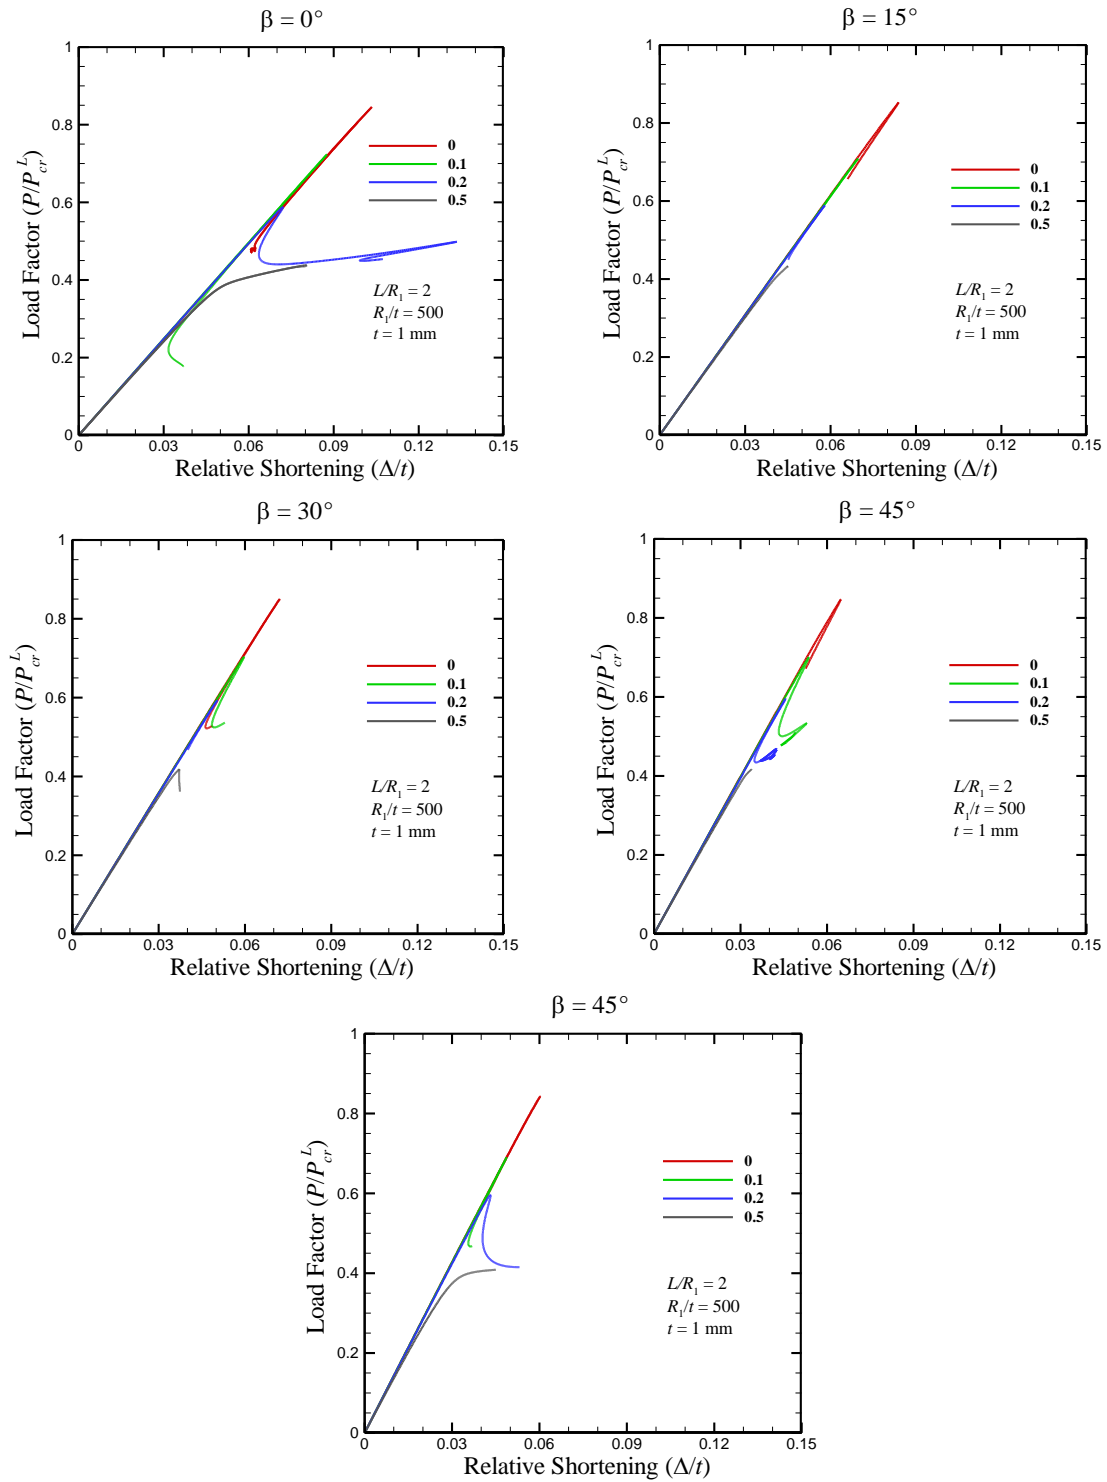 β = 0°
1
0.8
0.6
0.4
0.2
0
0
0.03
0.06
0.09
0.12
0.15
Load Factor (P/P_cr^L)
Relative Shortening (Δ/t)
0
0.1
0.2
0.5
L/R₁ = 2
R₁/t = 500
t = 1 mm
β = 15°
1
0.8
0.6
0.4
0.2
0
0
0.03
0.06
0.09
0.12
0.15
Load Factor (P/P_cr^L)
Relative Shortening (Δ/t)
0
0.1
0.2
0.5
L/R₁ = 2
R₁/t = 500
t = 1 mm
β = 30°
1
0.8
0.6
0.4
0.2
0
0
0.03
0.06
0.09
0.12
0.15
Load Factor (P/P_cr^L)
Relative Shortening (Δ/t)
0
0.1
0.2
0.5
L/R₁ = 2
R₁/t = 500
t = 1 mm
β = 45°
1
0.8
0.6
0.4
0.2
0
0
0.03
0.06
0.09
0.12
0.15
Load Factor (P/P_cr^L)
Relative Shortening (Δ/t)
0
0.1
0.2
0.5
L/R₁ = 2
R₁/t = 500
t = 1 mm
β = 45°
1
0.8
0.6
0.4
0.2
0
0
0.03
0.06
0.09
0.12
0.15
Load Factor (P/P_cr^L)
Relative Shortening (Δ/t)
0
0.1
0.2
0.5
L/R₁ = 2
R₁/t = 500
t = 1 mm